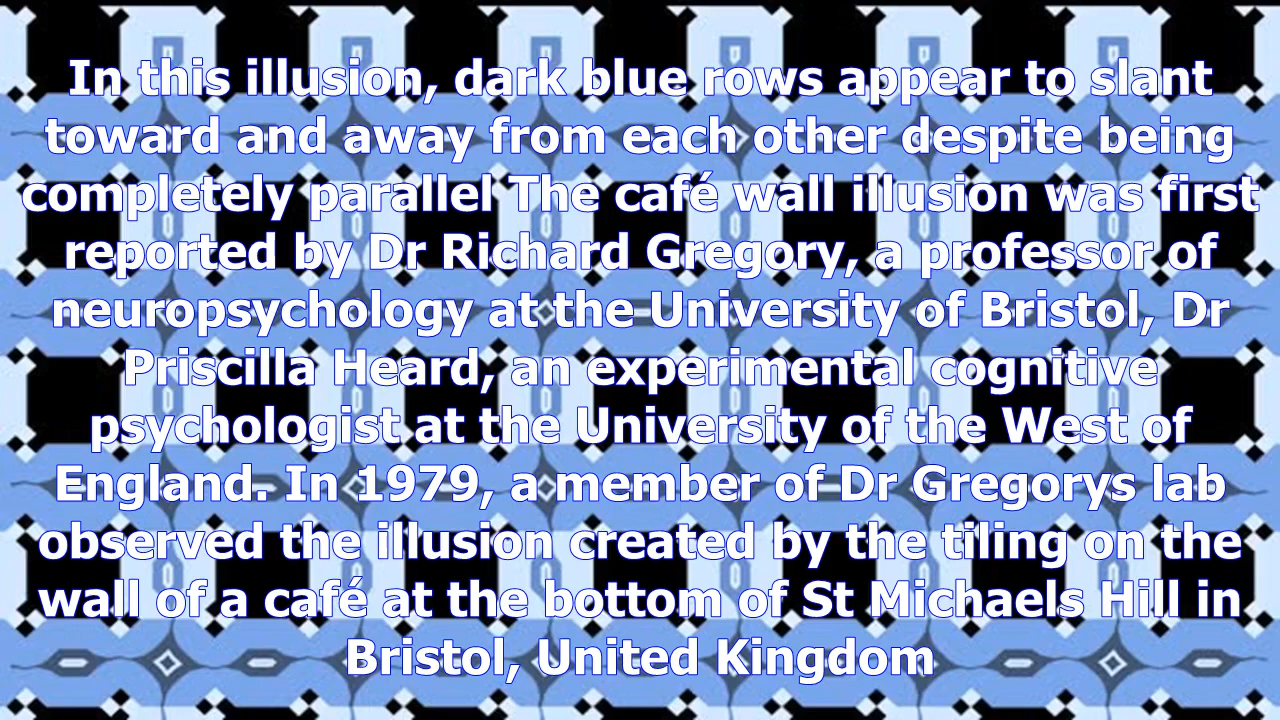 In this illusion, dark blue rows appear to slant
toward and away from each other despite being
completely parallel The café wall illusion was first
reported by Dr Richard Gregory, a professor of
neuropsychology at the University of Bristol, Dr
Priscilla Heard, an experimental cognitive
psychologist at the University of the West of
England. In 1979, a member of Dr Gregorys lab
observed the illusion created by the tiling on the
wall of a café at the bottom of St Michaels Hill in
Bristol, United Kingdom